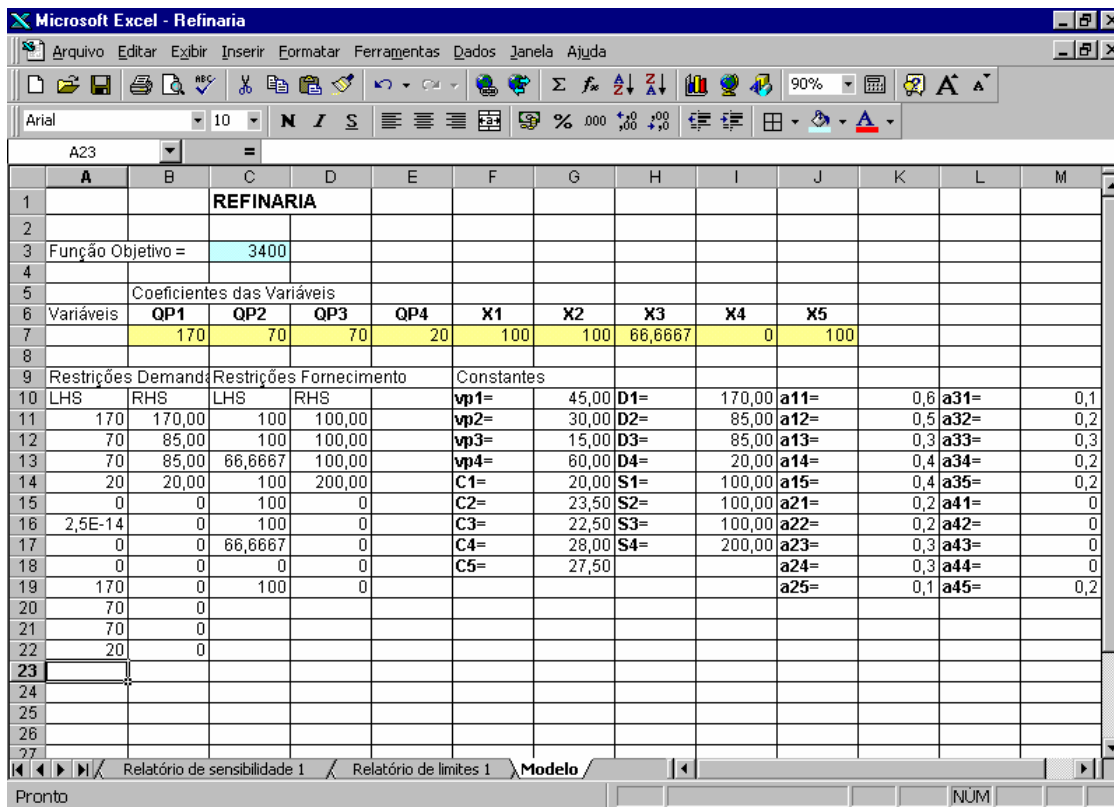 Microsoft Excel - Refinaria
Arquivo Editar Exibir Inserir Formatar Ferramentas Dados Janela Ajuda
90%
Arial 10 N I S % 000
A23 =
A B C D E F G H I J K L M
1 REFINARIA
2
3 Função Objetivo = 3400
4
5 Coeficientes das Variáveis
6 Variáveis QP1 QP2 QP3 QP4 X1 X2 X3 X4 X5
7 170 70 70 20 100 100 66,6667 0 100
8
9 Restrições Demanda Restrições Fornecimento Constantes
10 LHS RHS LHS RHS vp1= 45,00 D1= 170,00 a11= 0,6 a31= 0,1
11 170 170,00 100 100,00 vp2= 30,00 D2= 85,00 a12= 0,5 a32= 0,2
12 70 85,00 100 100,00 vp3= 15,00 D3= 85,00 a13= 0,3 a33= 0,3
13 70 85,00 66,6667 100,00 vp4= 60,00 D4= 20,00 a14= 0,4 a34= 0,2
14 20 20,00 100 200,00 C1= 20,00 S1= 100,00 a15= 0,4 a35= 0,2
15 0 0 100 0 C2= 23,50 S2= 100,00 a21= 0,2 a41= 0
16 2,5E-14 0 100 0 C3= 22,50 S3= 100,00 a22= 0,2 a42= 0
17 0 0 66,6667 0 C4= 28,00 S4= 200,00 a23= 0,3 a43= 0
18 0 0 0 0 C5= 27,50 a24= 0,3 a44= 0
19 170 0 100 0 a25= 0,1 a45= 0,2
20 70 0
21 70 0
22 20 0
23
24
25
26
27
Relatório de sensibilidade 1 Relatório de limites 1 Modelo
Pronto NÚM